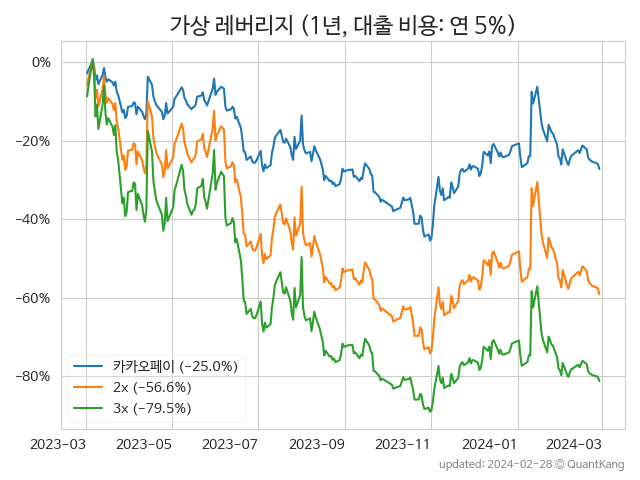 가상 레버리지 (1년, 대출 비용: 연 5%)
0%
−20%
−40%
−60%
−80%
카카오페이 (−25.0%)
2x (−56.6%)
3x (−79.5%)
2023-03 2023-05 2023-07 2023-09 2023-11 2024-01 2024-03
updated: 2024-02-28 © QuantKang